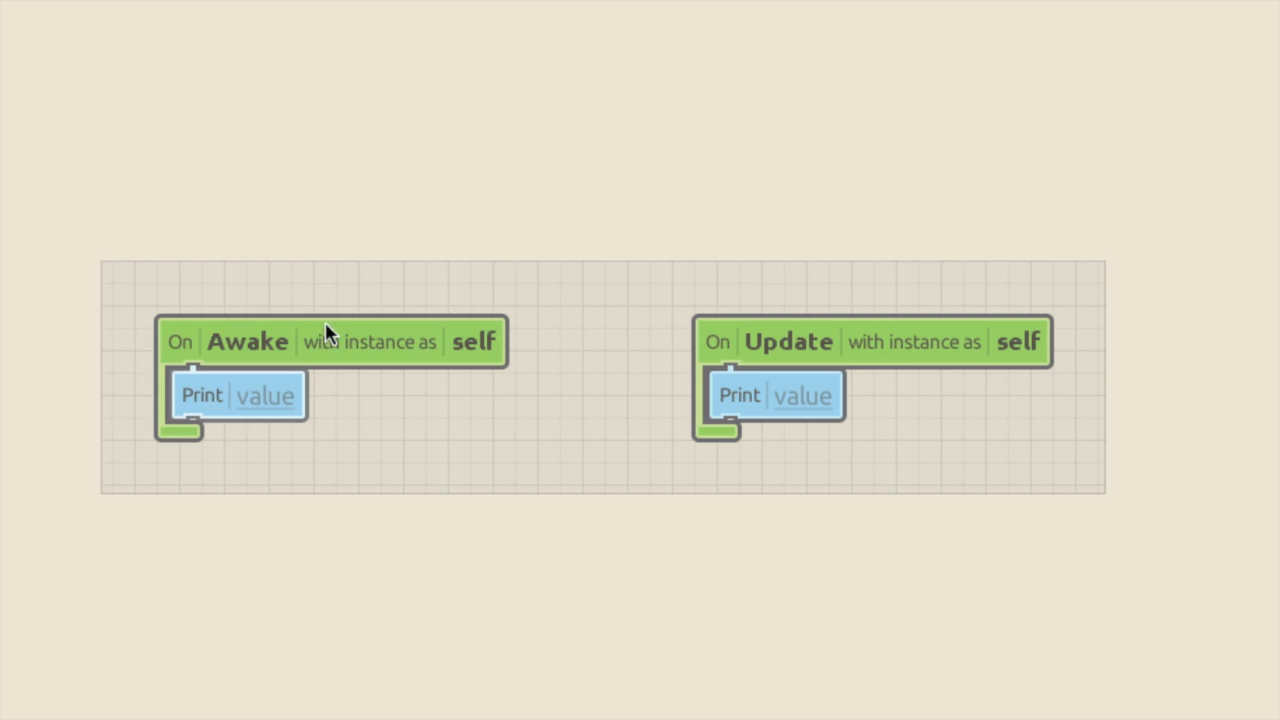 On Awake with instance as self
Print value
On Update with instance as self
Print value